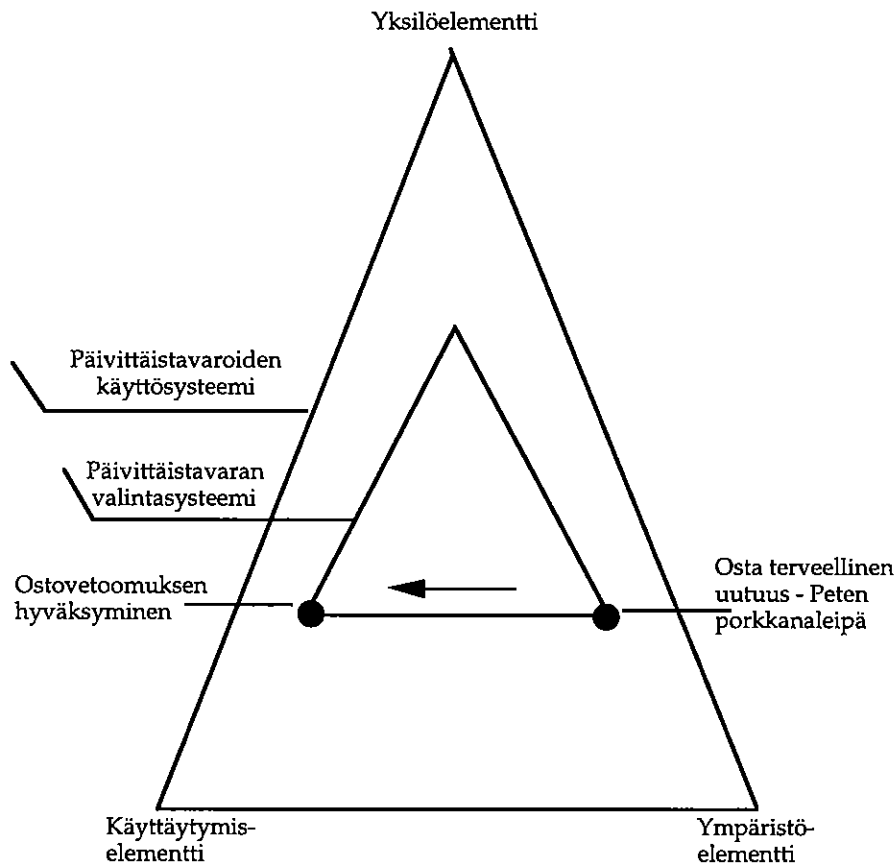 Yksilöelementti
Päivittäistavaroiden
käyttösysteemi
Päivittäistavaran
valintasysteemi
Ostovetoomuksen
hyväksyminen
Osta terveellinen
uutuus - Peten
porkkanaleipä
Käyttäytymis-
elementti
Ympäristö-
elementti